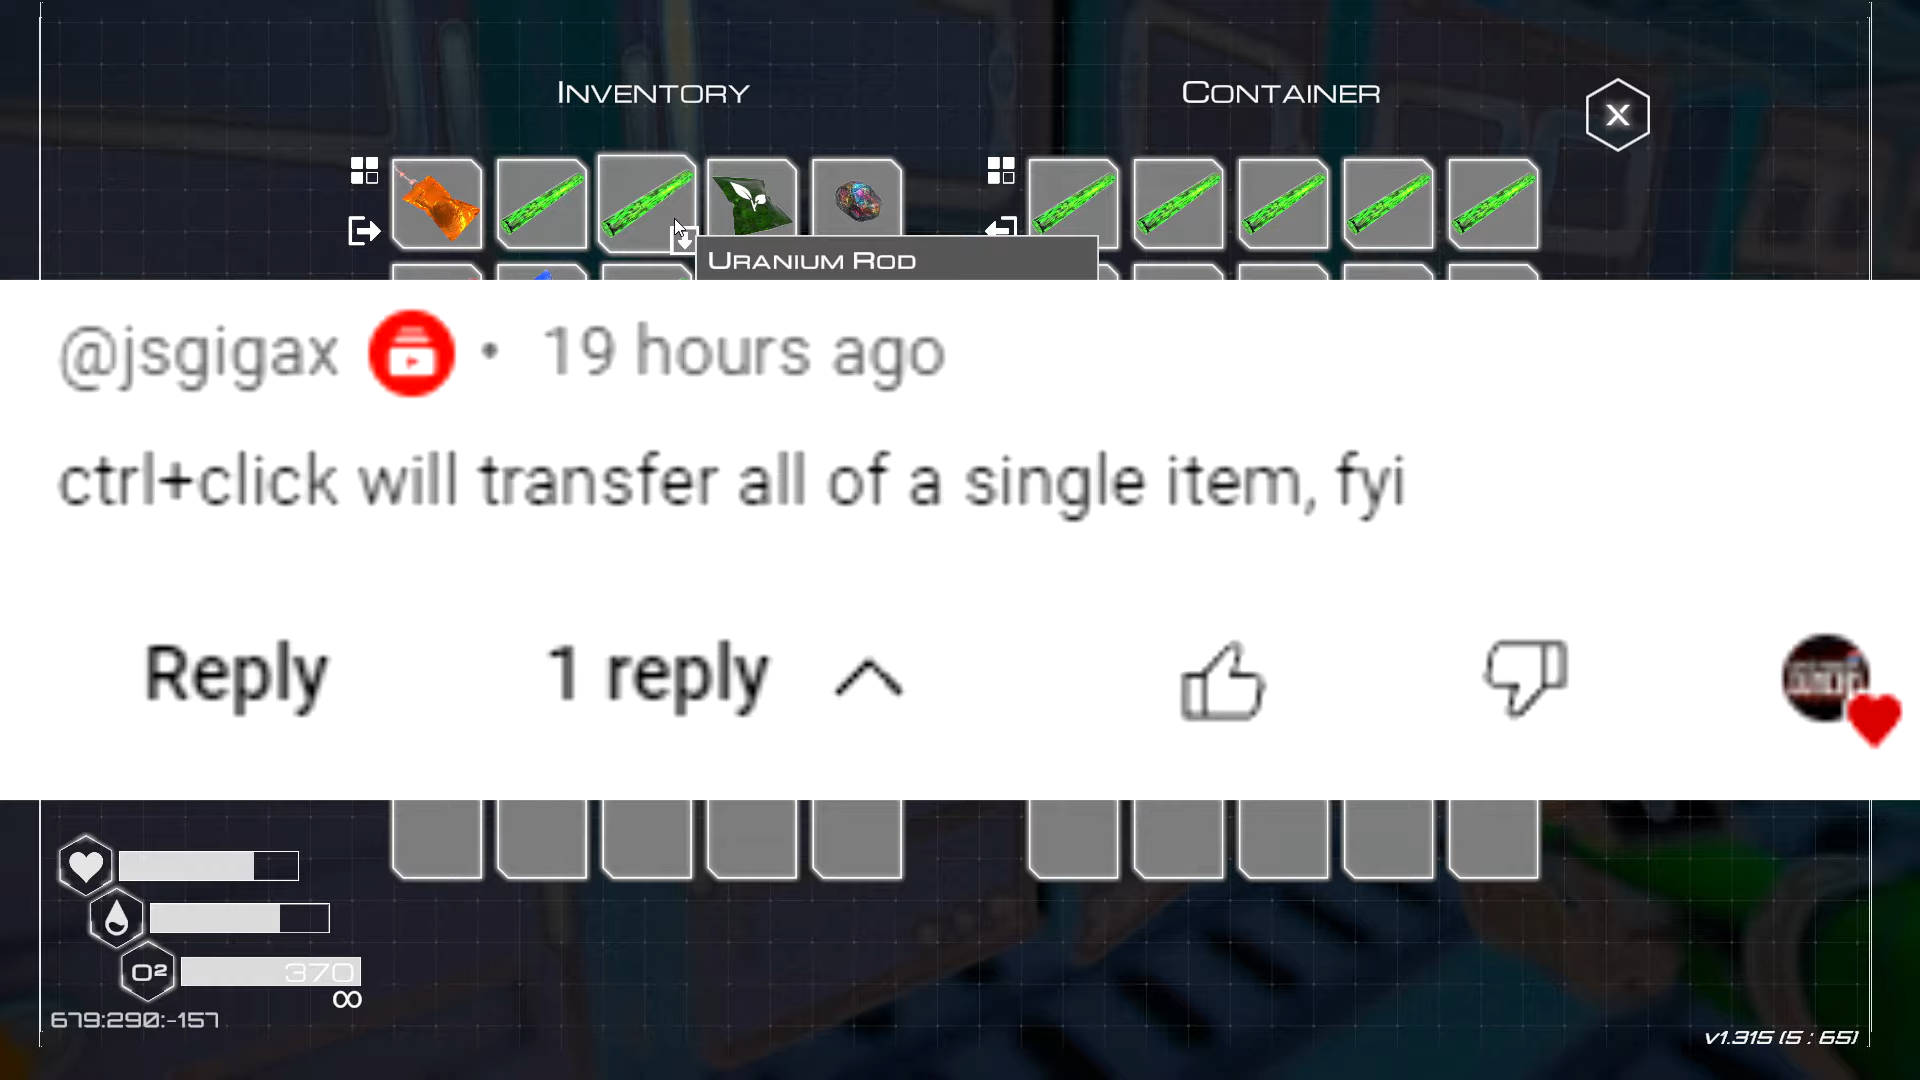 INVENTORY
CONTAINER
X
URANIUM ROD
@jsgigax • 19 hours ago
ctrl+click will transfer all of a single item, fyi
Reply
1 reply
O²
370
∞
679:290:-157
v1.315 (5 : 65)